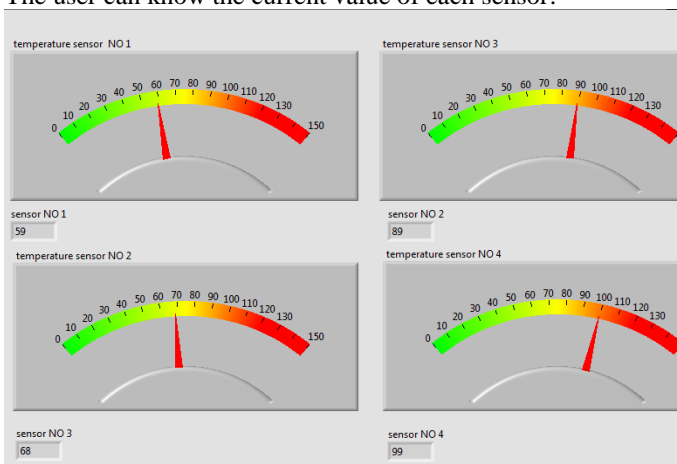 The user can know the current value of each sensor.
temperature sensor NO 1
0 10 20 30 40 50 60 70 80 90 100 110 120 130 150
sensor NO 1
59
temperature sensor NO 3
0 10 20 30 40 50 60 70 80 90 100 110 120 130
sensor NO 2
89
temperature sensor NO 2
0 10 20 30 40 50 60 70 80 90 100 110 120 130 150
sensor NO 3
68
temperature sensor NO 4
0 10 20 30 40 50 60 70 80 90 100 110 120 130
sensor NO 4
99